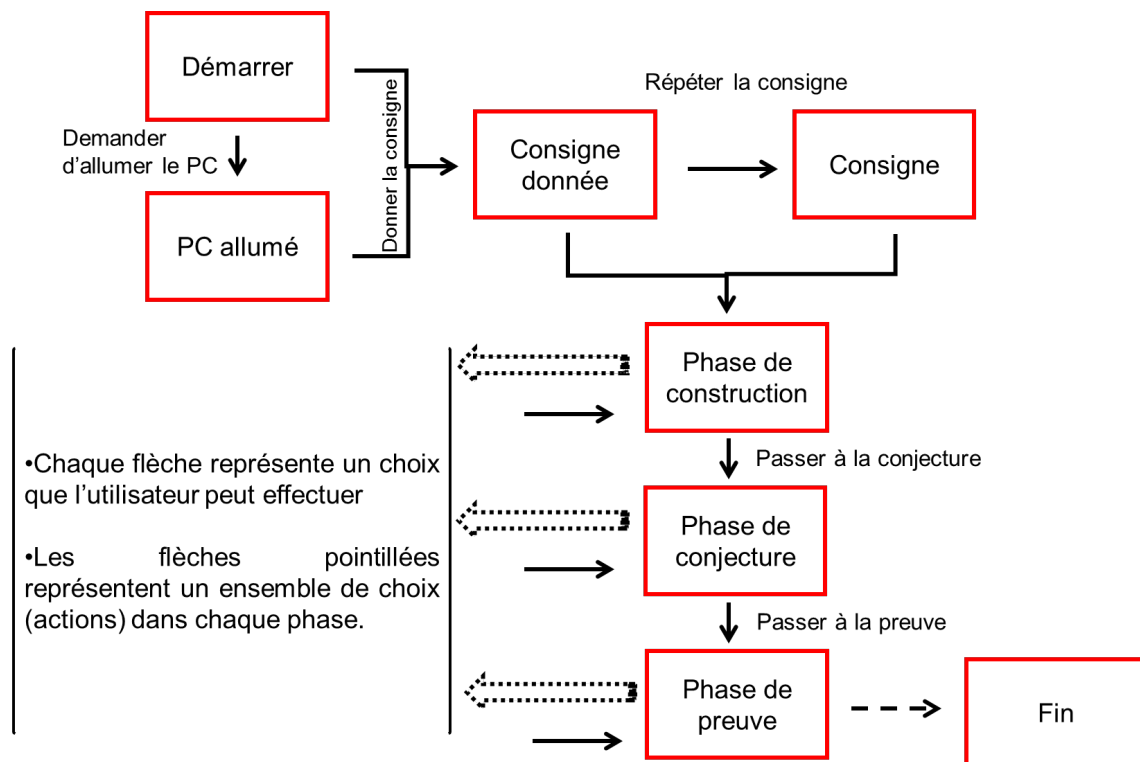 Démarrer
Demander
d'allumer le PC
PC allumé
Donner la consigne
Consigne
donnée
Répéter la consigne
Consigne
Phase de
construction
Passer à la conjecture
•Chaque flèche représente un choix
que l'utilisateur peut effectuer
•Les flèches pointillées
représentent un ensemble de choix
(actions) dans chaque phase.
Phase de
conjecture
Passer à la preuve
Phase de
preuve
Fin